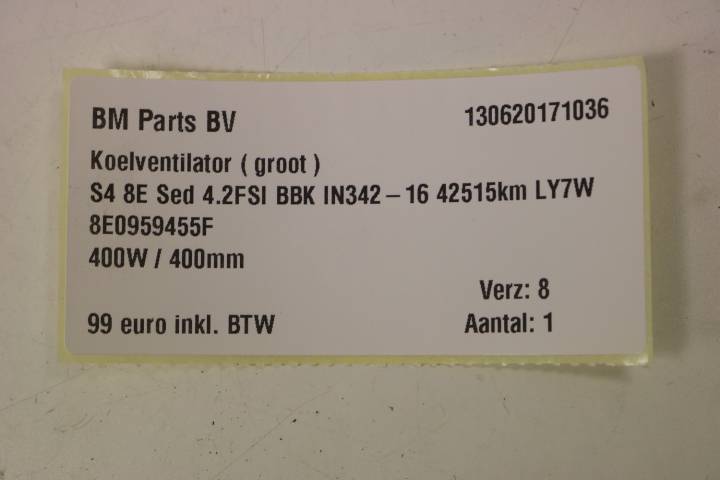 BM Parts BV 130620171036
Koelventilator ( groot )
S4 8E Sed 4.2FSI BBK IN342 – 16 42515km LY7W
8E0959455F
400W / 400mm
Verz: 8
99 euro inkl. BTW Aantal: 1